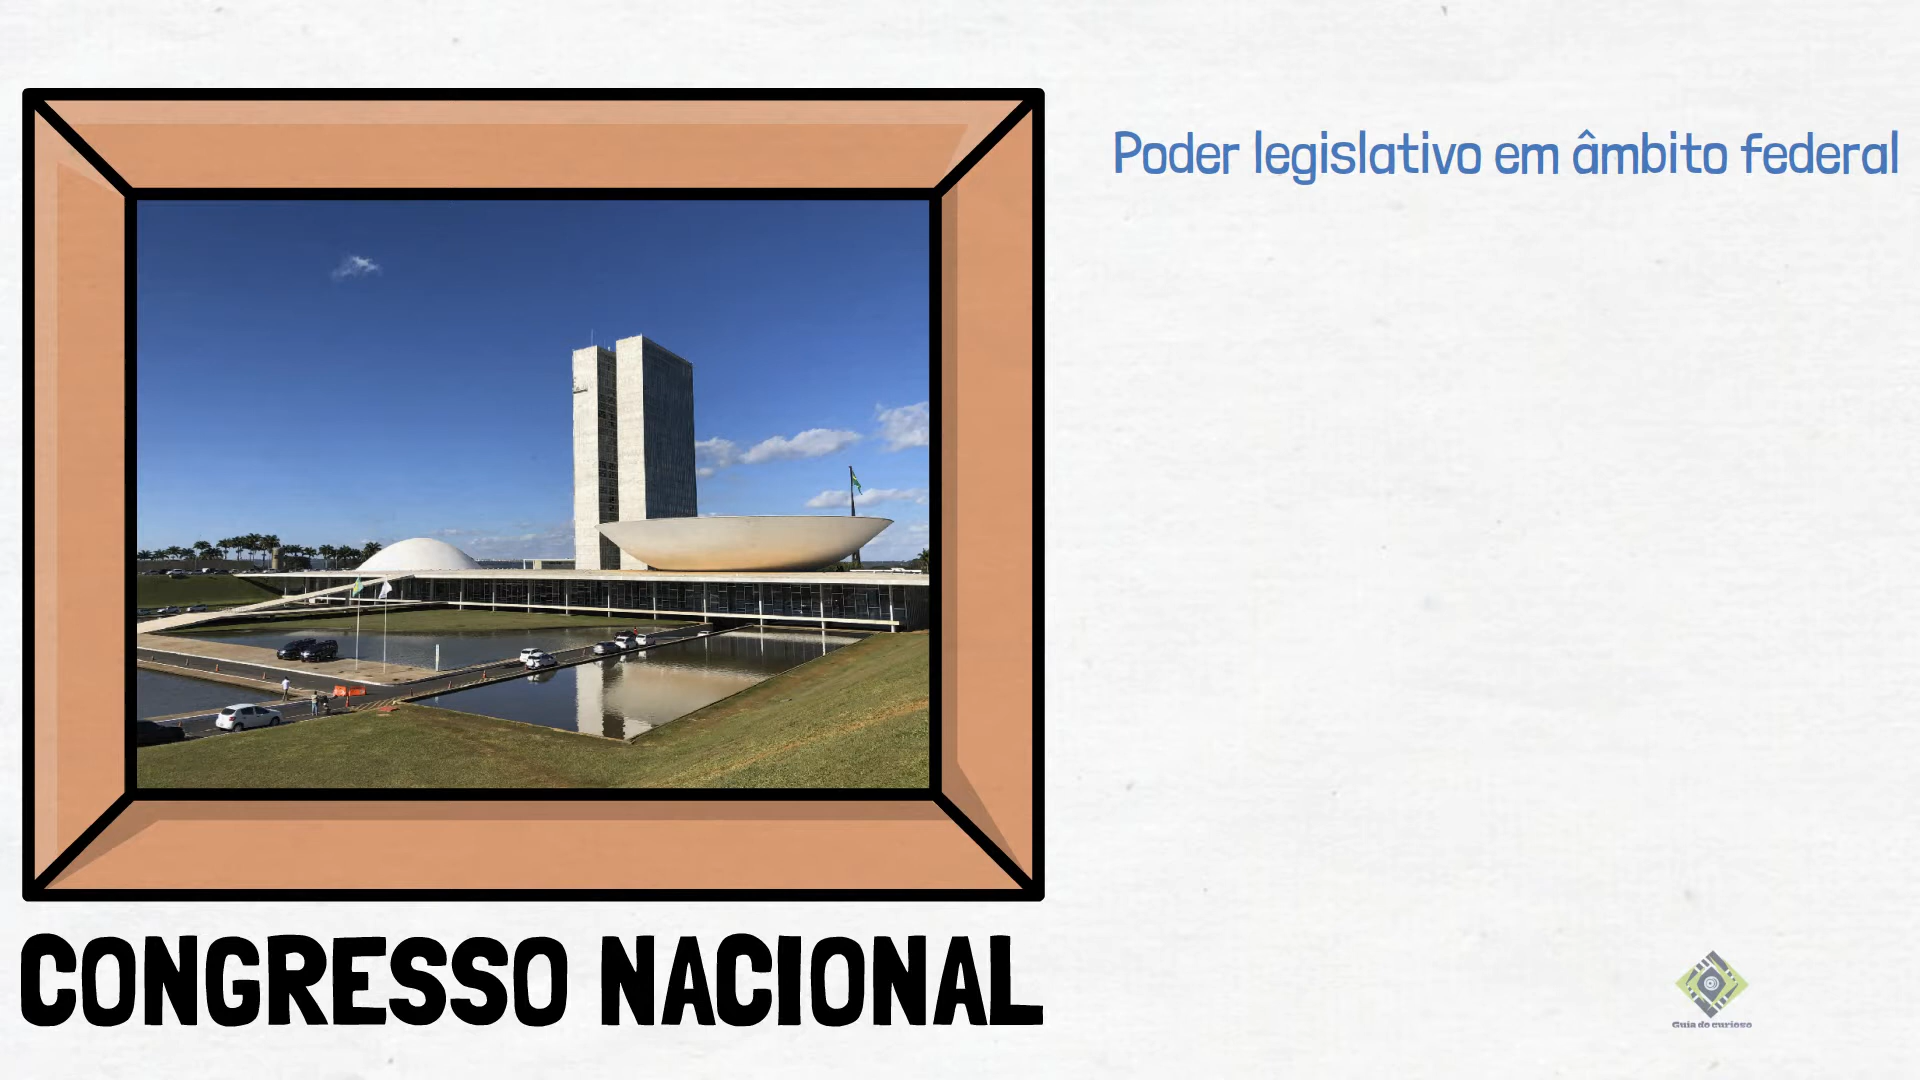 Poder legislativo em âmbito federal
CONGRESSO NACIONAL
Guia do curioso